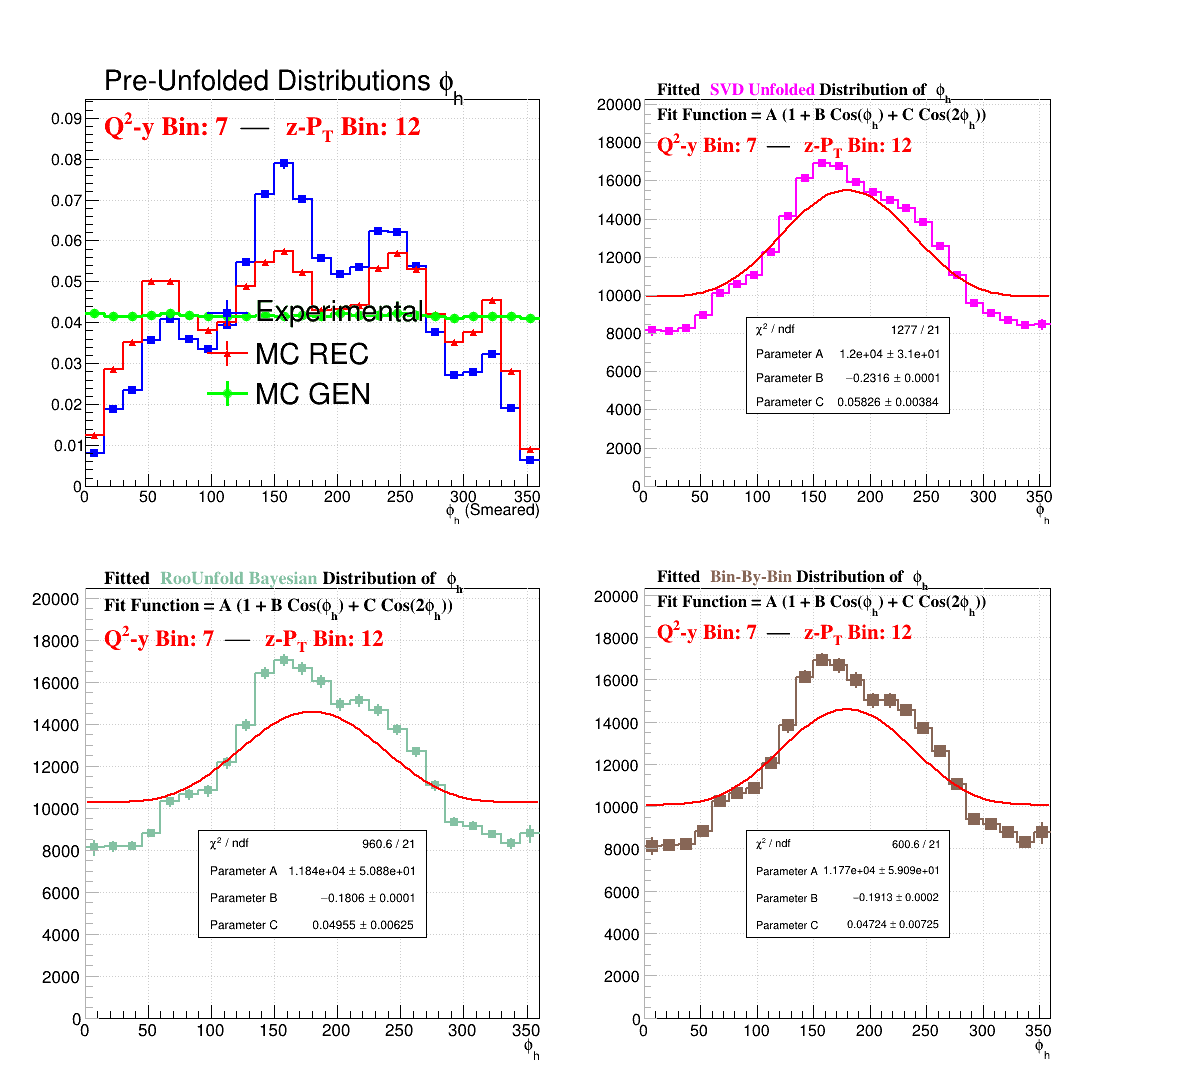 Pre-Unfolded Distributions ϕh
Q²-y Bin: 7 — z-PT Bin: 12
0.09
0.08
0.07
0.06
0.05
0.04
0.03
0.02
0.01
0
Experimental
MC REC
MC GEN
0 50 100 150 200 250 300 350
ϕh (Smeared)
Fitted SVD Unfolded Distribution of ϕh
Fit Function = A (1 + B Cos(ϕh) + C Cos(2ϕh))
Q²-y Bin: 7 — z-PT Bin: 12
20000
18000
16000
14000
12000
10000
8000
6000
4000
2000
0
χ² / ndf 1277 / 21
Parameter A 1.2e+04 ± 3.1e+01
Parameter B −0.2316 ± 0.0001
Parameter C 0.05826 ± 0.00384
0 50 100 150 200 250 300 350
ϕh
Fitted RooUnfold Bayesian Distribution of ϕh
Fit Function = A (1 + B Cos(ϕh) + C Cos(2ϕh))
Q²-y Bin: 7 — z-PT Bin: 12
20000
18000
16000
14000
12000
10000
8000
6000
4000
2000
0
χ² / ndf 960.6 / 21
Parameter A 1.184e+04 ± 5.088e+01
Parameter B −0.1806 ± 0.0001
Parameter C 0.04955 ± 0.00625
0 50 100 150 200 250 300 350
ϕh
Fitted Bin-By-Bin Distribution of ϕh
Fit Function = A (1 + B Cos(ϕh) + C Cos(2ϕh))
Q²-y Bin: 7 — z-PT Bin: 12
20000
18000
16000
14000
12000
10000
8000
6000
4000
2000
0
χ² / ndf 600.6 / 21
Parameter A 1.177e+04 ± 5.909e+01
Parameter B −0.1913 ± 0.0002
Parameter C 0.04724 ± 0.00725
0 50 100 150 200 250 300 350
ϕh